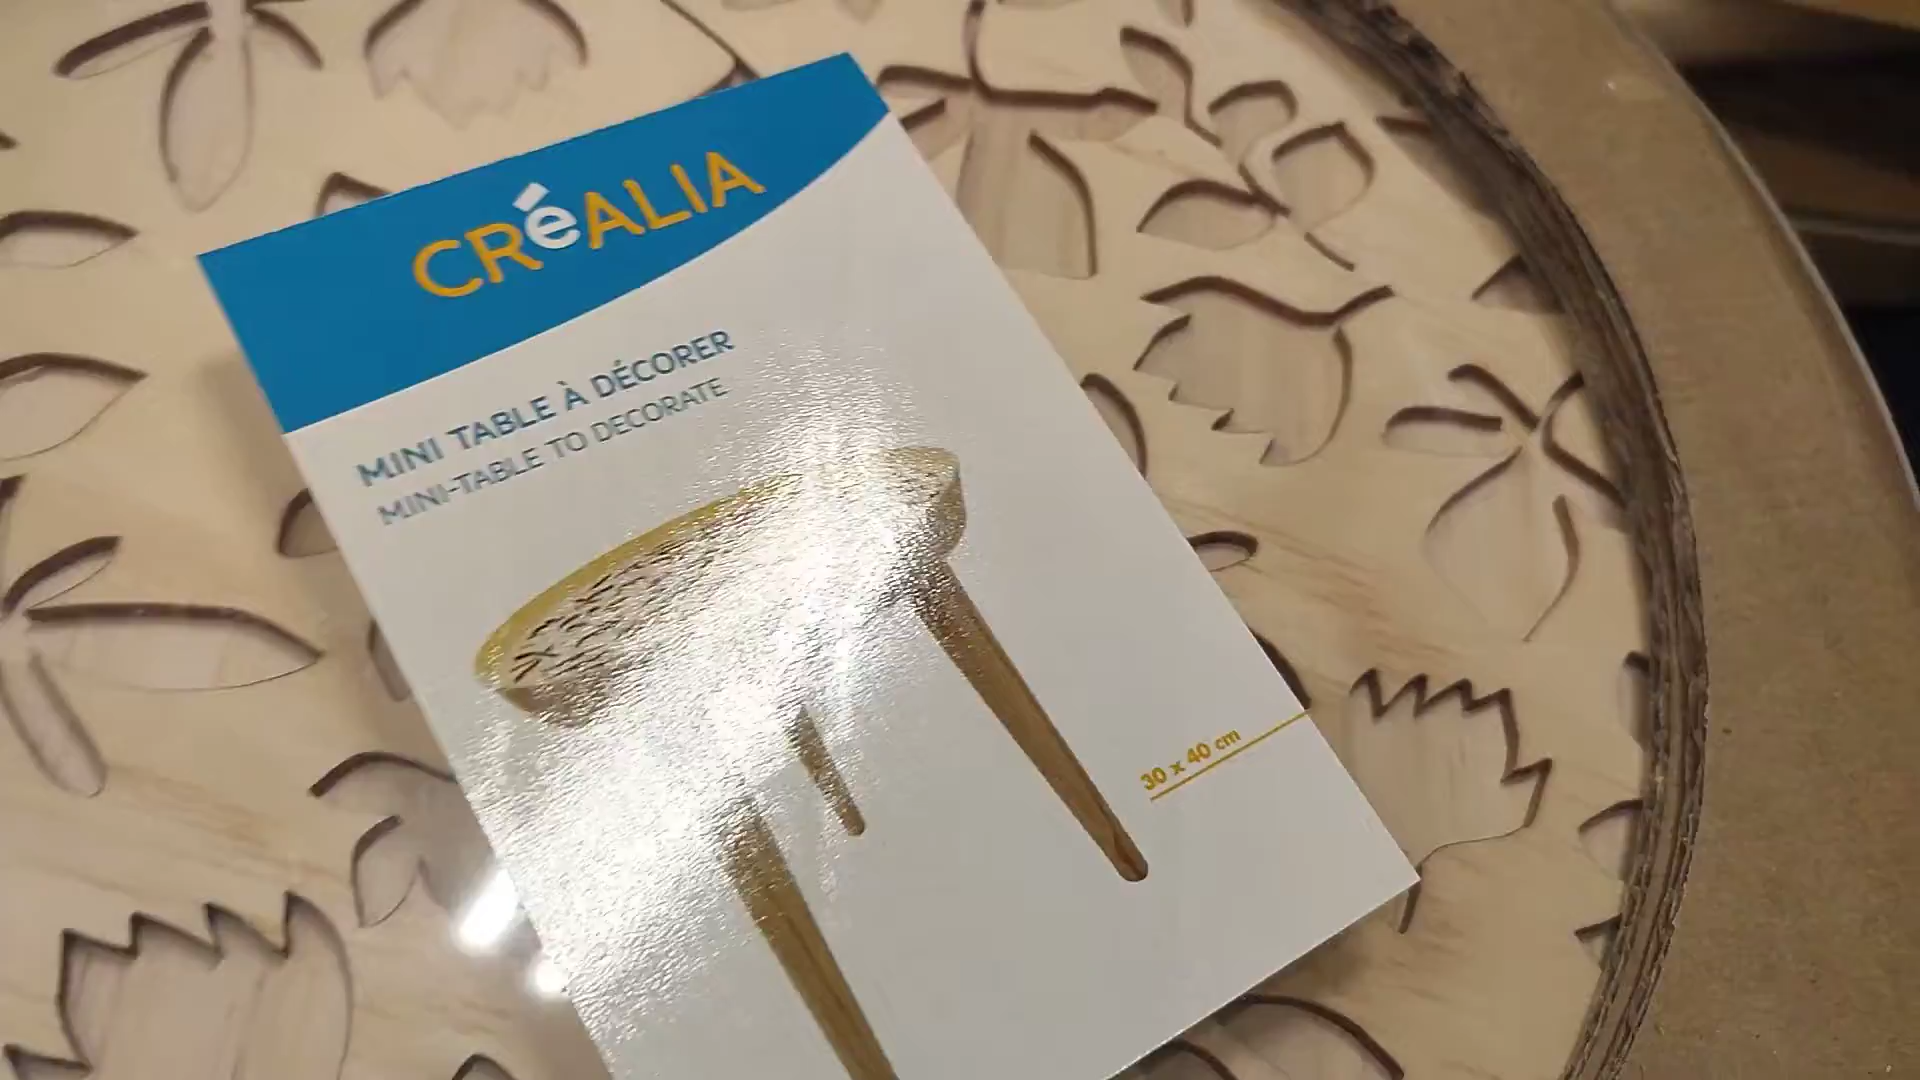 CRéALIA
MINI TABLE À DÉCORER
MINI-TABLE TO DECORATE
30 x 40 cm